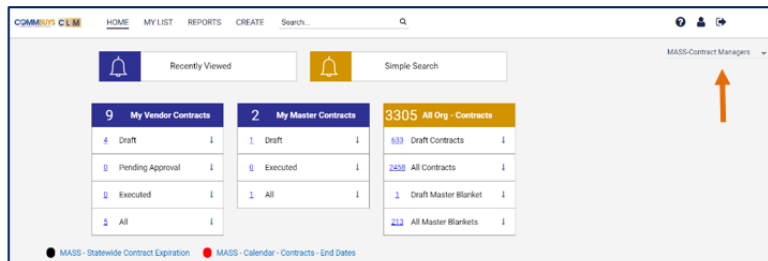 COMMBUYS CLM HOME MY LIST REPORTS CREATE Search...
MASS-Contract Managers
Recently Viewed Simple Search
9 My Vendor Contracts
4 Draft
0 Pending Approval
0 Executed
5 All
2 My Master Contracts
1 Draft
0 Executed
1 All
3305 All Org - Contracts
633 Draft Contracts
2458 All Contracts
1 Draft Master Blanket
213 All Master Blankets
MASS - Statewide Contract Expiration MASS - Calendar - Contracts - End Dates